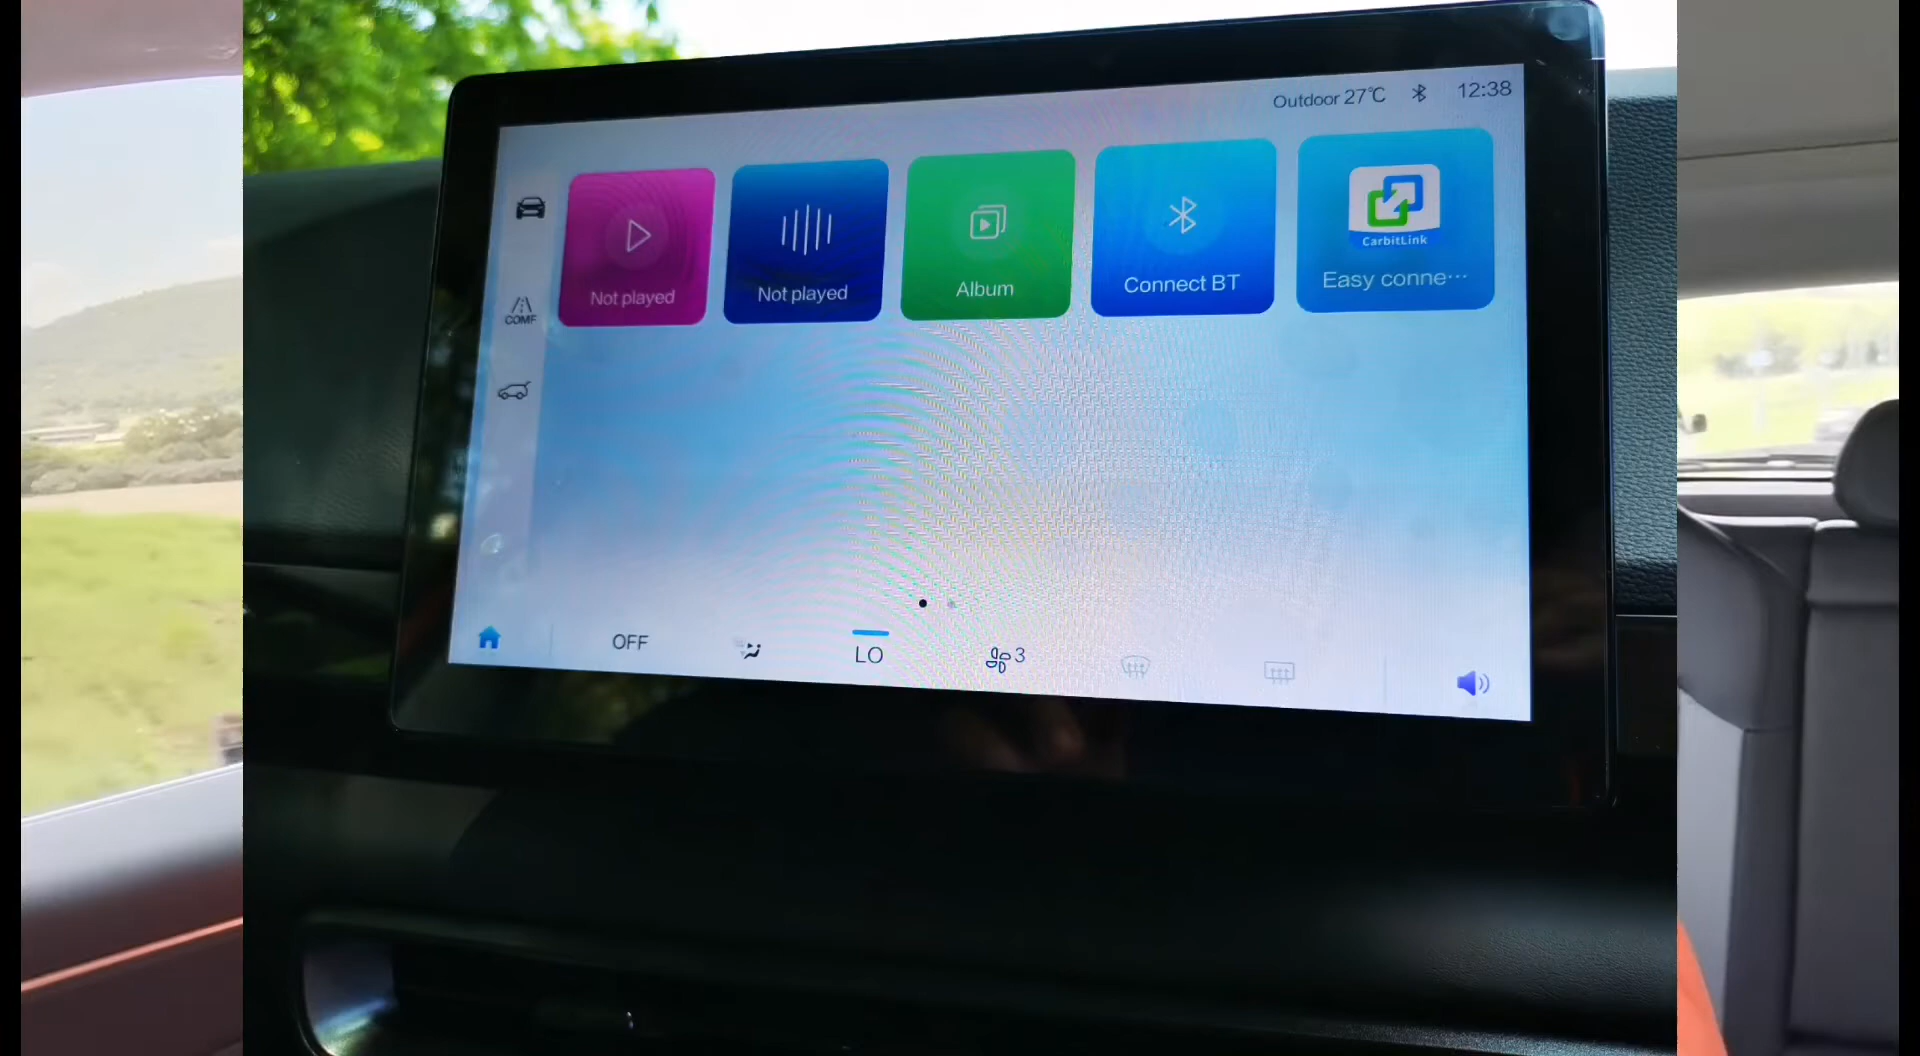 Outdoor 27℃ 12:38
COMF
Not played
Not played
Album
Connect BT
CarbitLink
Easy conne···
OFF
LO
3